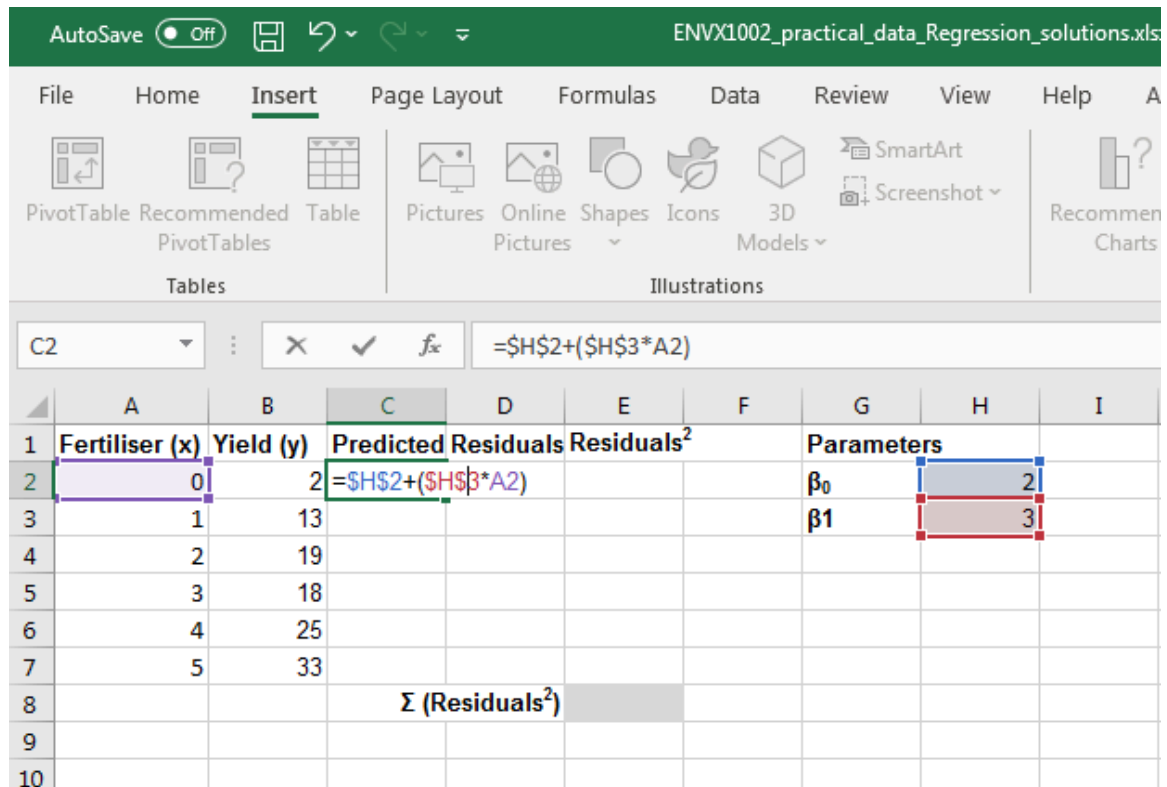 AutoSave Off ENVX1002_practical_data_Regression_solutions.xls
File Home Insert Page Layout Formulas Data Review View Help A
PivotTable Recommended PivotTables Table Pictures Online Pictures Shapes Icons 3D Models SmartArt Screenshot Recommen Charts
Tables Illustrations
C2 fx =$H$2+($H$3*A2)
A B C D E F G H I
1 Fertiliser (x) Yield (y) Predicted Residuals Residuals² Parameters
2 0 2 =$H$2+($H$3*A2) β₀ 2
3 1 13 β1 3
4 2 19
5 3 18
6 4 25
7 5 33
8 Σ (Residuals²)
9
10